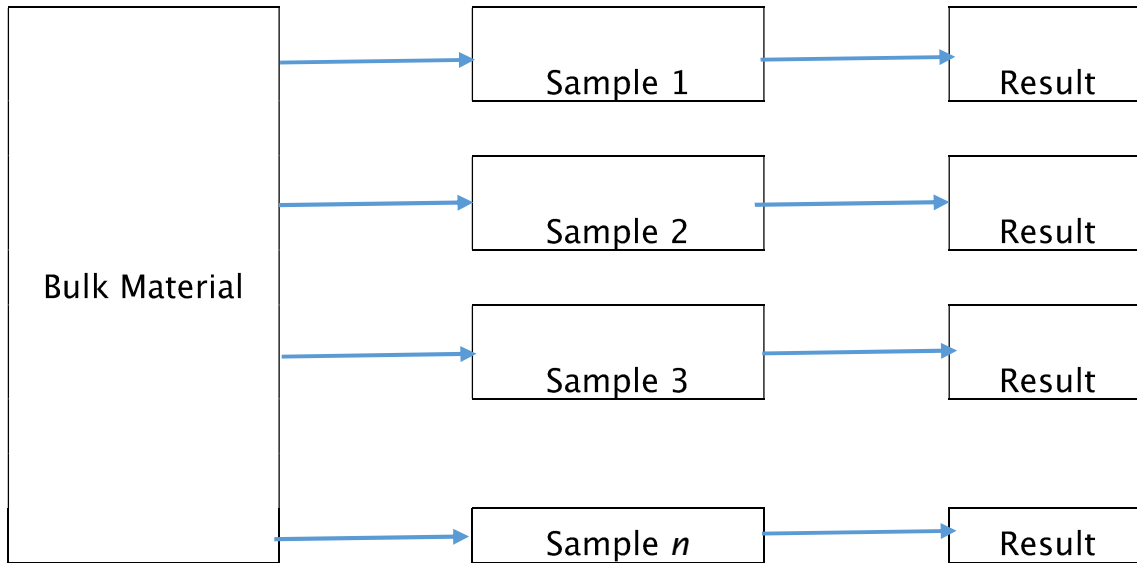 Sample 1
Result
Sample 2
Result
Bulk Material
Sample 3
Result
Sample n
Result